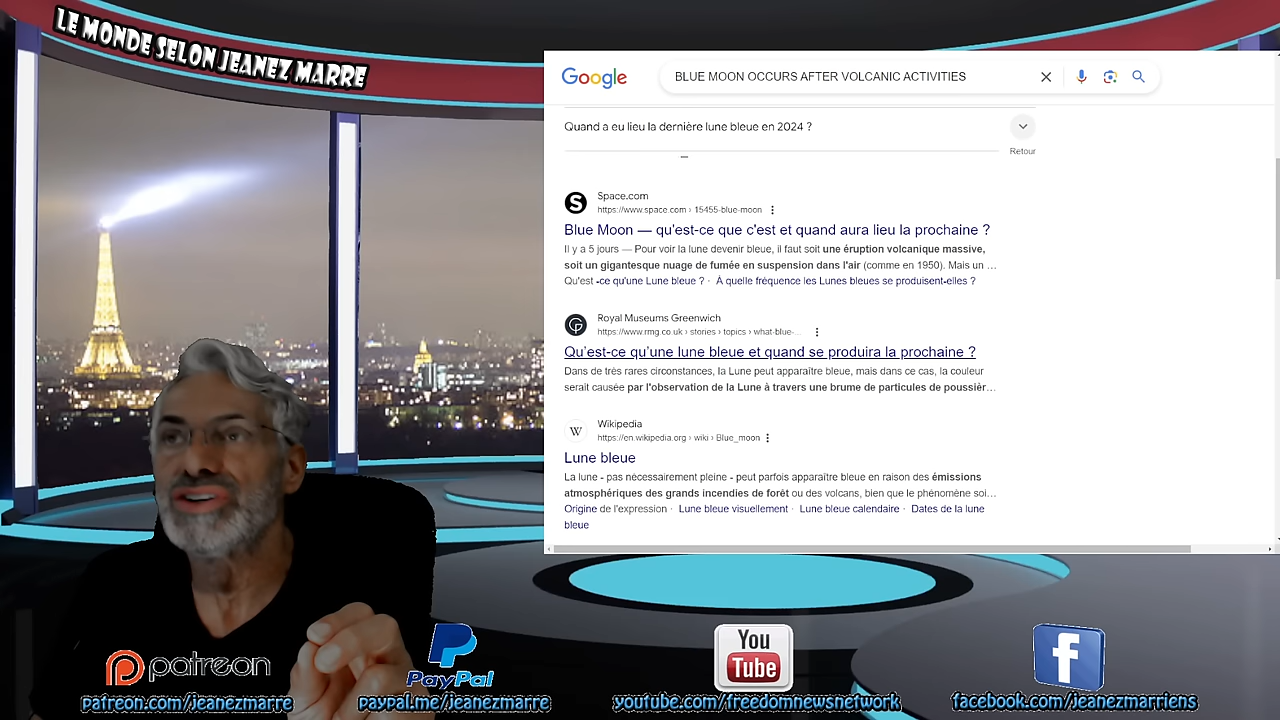 LE MONDE SELON JEANEZ MARRE
Google
BLUE MOON OCCURS AFTER VOLCANIC ACTIVITIES
Quand a eu lieu la dernière lune bleue en 2024 ?
Retour
Space.com
https://www.space.com › 15455-blue-moon
Blue Moon — qu'est-ce que c'est et quand aura lieu la prochaine ?
Il y a 5 jours — Pour voir la lune devenir bleue, il faut soit une éruption volcanique massive,
soit un gigantesque nuage de fumée en suspension dans l'air (comme en 1950). Mais un ...
Qu'est -ce qu'une Lune bleue ? · À quelle fréquence les Lunes bleues se produisent-elles ?
Royal Museums Greenwich
https://www.rmg.co.uk › stories › topics › what-blue-...
Qu'est-ce qu'une lune bleue et quand se produira la prochaine ?
Dans de très rares circonstances, la Lune peut apparaître bleue, mais dans ce cas, la couleur
serait causée par l'observation de la Lune à travers une brume de particules de poussièr...
W
Wikipedia
https://en.wikipedia.org › wiki › Blue_moon
Lune bleue
La lune - pas nécessairement pleine - peut parfois apparaître bleue en raison des émissions
atmosphériques des grands incendies de forêt ou des volcans, bien que le phénomène soi...
Origine de l'expression · Lune bleue visuellement · Lune bleue calendaire · Dates de la lune
bleue
patreon
PayPal
You
Tube
patreon.com/jeanezmarre
paypal.me/jeanezmarre
youtube.com/freedomnewsnetwork
facebook.com/jeanezmarriens